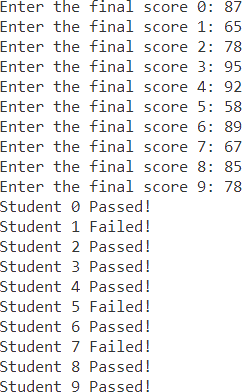 Enter the final score 0: 87
Enter the final score 1: 65
Enter the final score 2: 78
Enter the final score 3: 95
Enter the final score 4: 92
Enter the final score 5: 58
Enter the final score 6: 89
Enter the final score 7: 67
Enter the final score 8: 85
Enter the final score 9: 78
Student 0 Passed!
Student 1 Failed!
Student 2 Passed!
Student 3 Passed!
Student 4 Passed!
Student 5 Failed!
Student 6 Passed!
Student 7 Failed!
Student 8 Passed!
Student 9 Passed!